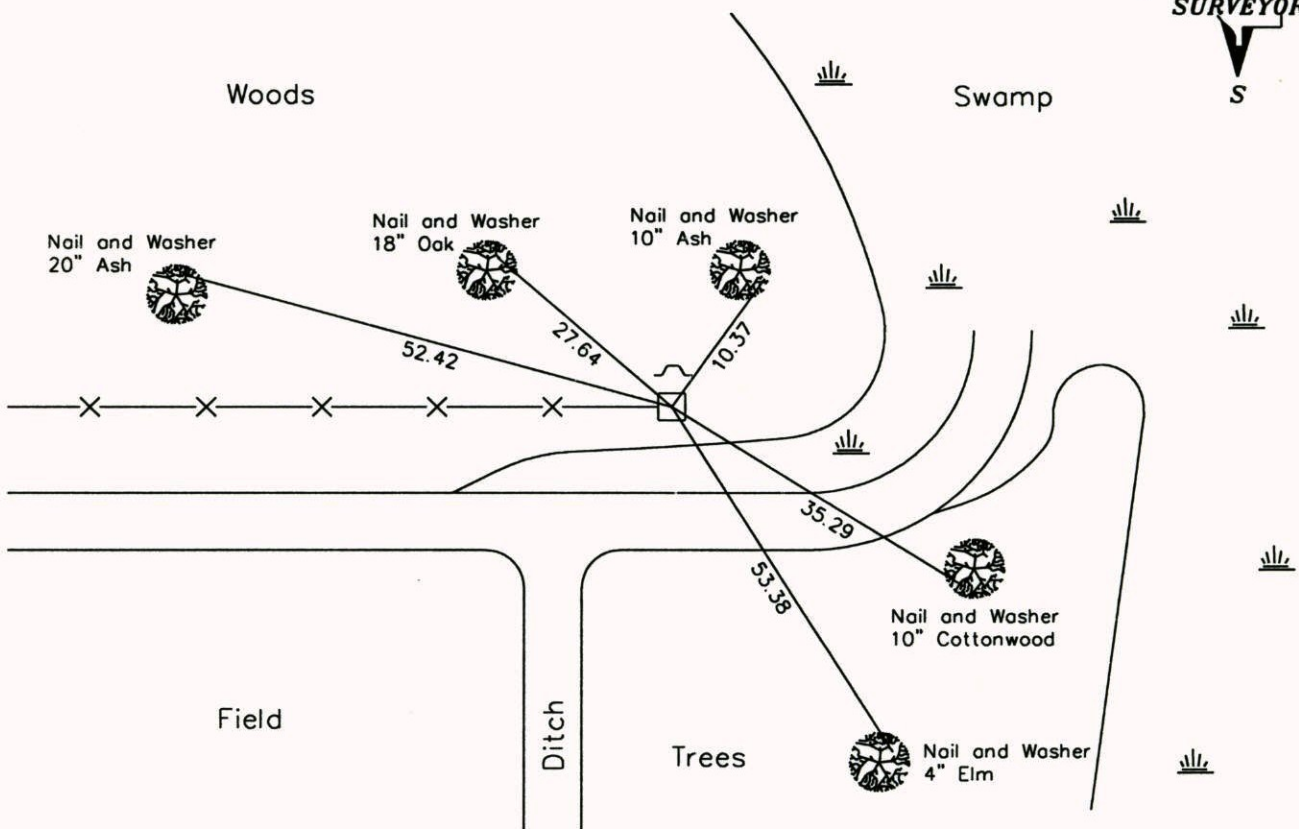 SURVEYOR
S
Woods
Swamp
Nail and Washer
18" Oak
Nail and Washer
10" Ash
Nail and Washer
20" Ash
52.42
27.64
10.37
35.29
53.38
Nail and Washer
10" Cottonwood
Field
Ditch
Trees
Nail and Washer
4" Elm